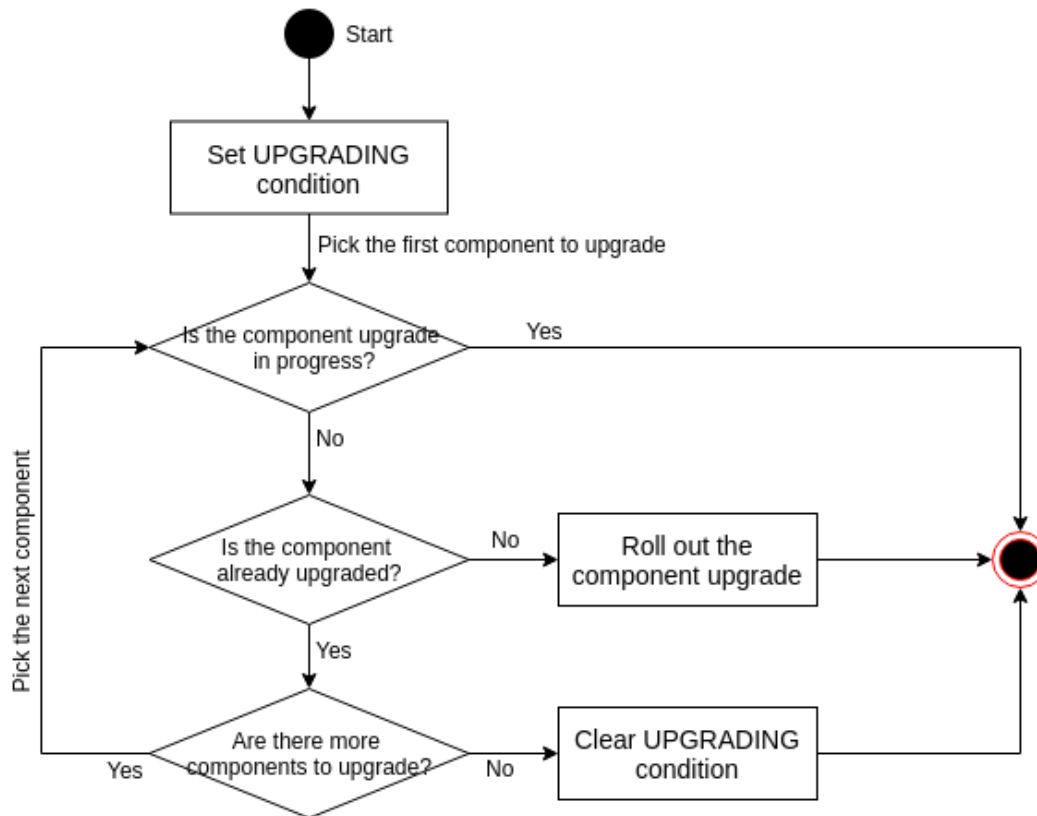 Start
Set UPGRADING
condition
Pick the first component to upgrade
Is the component upgrade
in progress?
Yes
No
Pick the next component
Is the component
already upgraded?
No
Roll out the
component upgrade
Yes
Are there more
components to upgrade?
Yes
No
Clear UPGRADING
condition